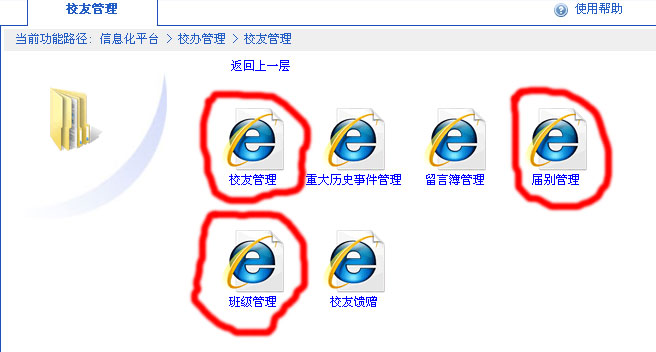 校友管理
使用帮助
当前功能路径：信息化平台 > 校办管理 > 校友管理
返回上一层
校友管理 重大历史事件管理 留言簿管理 届别管理
班级管理 校友馈赠